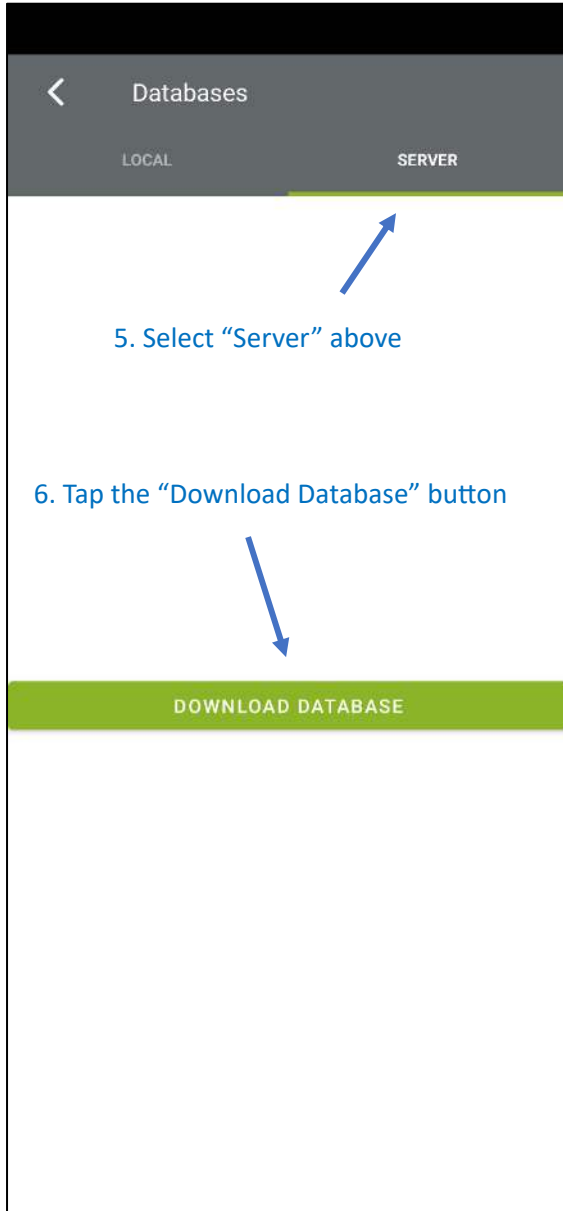 Databases
LOCAL SERVER
5. Select “Server” above
6. Tap the “Download Database” button
DOWNLOAD DATABASE